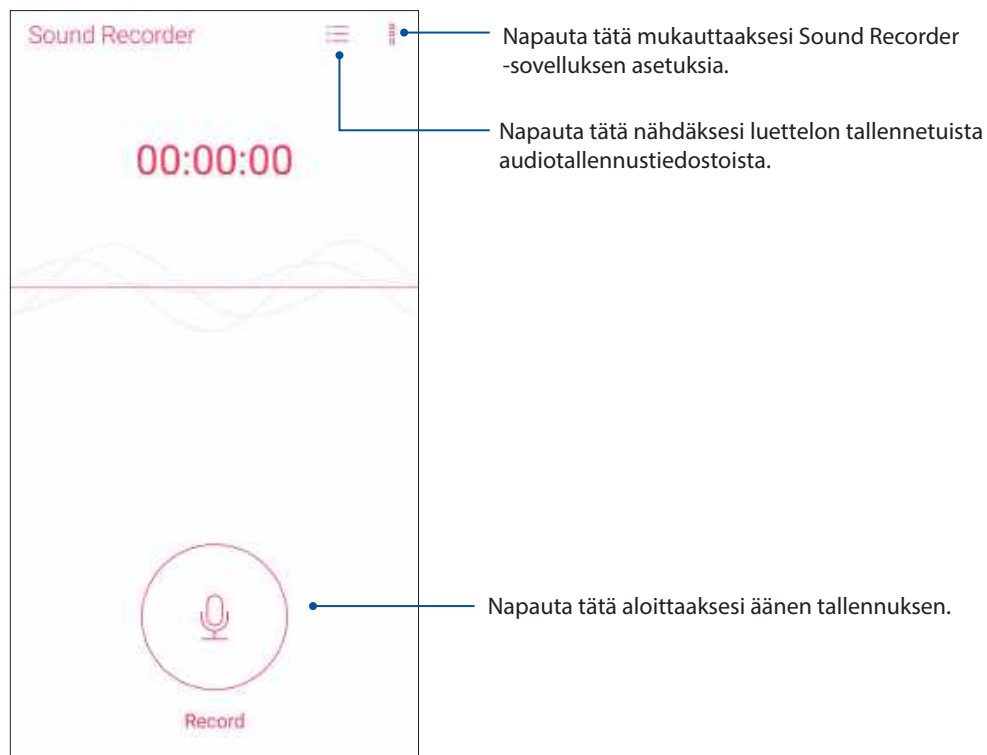 Sound Recorder
Napauta tätä mukauttaaksesi Sound Recorder
-sovelluksen asetuksia.
Napauta tätä nähdäksesi luettelon tallennetuista
audiotallennustiedostoista.
00:00:00
Napauta tätä aloittaaksesi äänen tallennuksen.
Record